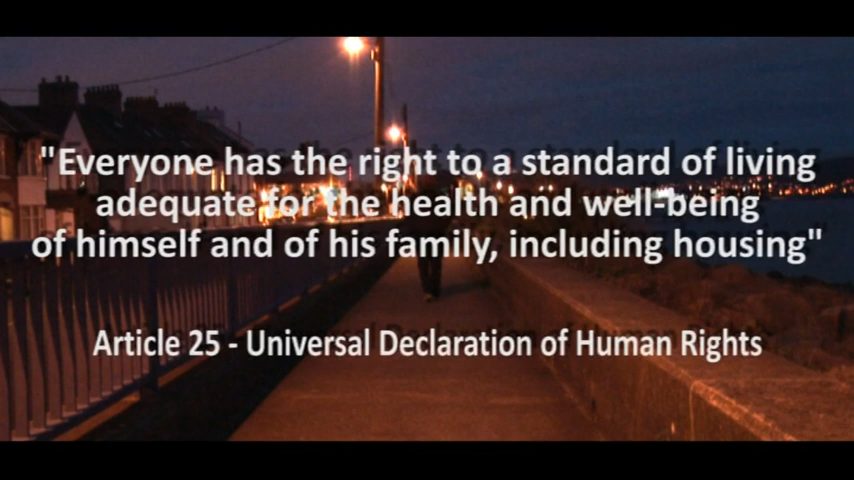 "Everyone has the right to a standard of living
adequate for the health and well-being
of himself and of his family, including housing"
Article 25 - Universal Declaration of Human Rights